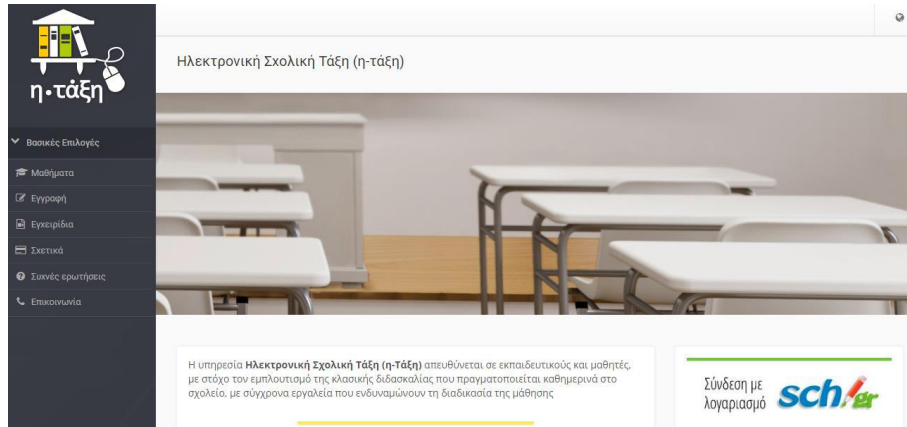 η·τάξη
Βασικές Επιλογές
Μαθήματα
Εγγραφή
Εγχειρίδια
Σχετικά
Συχνές ερωτήσεις
Επικοινωνία
Ηλεκτρονική Σχολική Τάξη (η-τάξη)
Η υπηρεσία Ηλεκτρονική Σχολική Τάξη (η-Τάξη) απευθύνεται σε εκπαιδευτικούς και μαθητές,
με στόχο τον εμπλουτισμό της κλασικής διδασκαλίας που πραγματοποιείται καθημερινά στο
σχολείο, με σύγχρονα εργαλεία που ενδυναμώνουν τη διαδικασία της μάθησης
Σύνδεση με
λογαριασμό
sch.gr